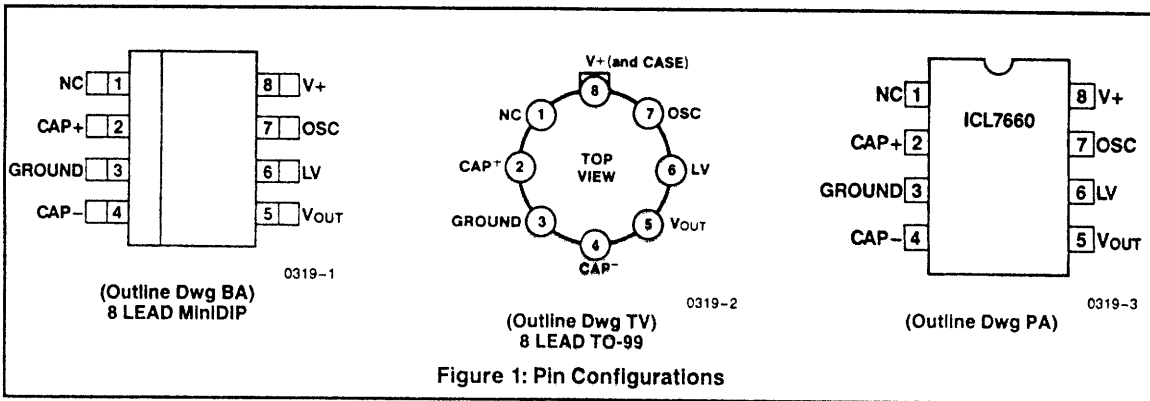 NC 1
8 V+
CAP+ 2
7 OSC
GROUND 3
6 LV
CAP– 4
5 VOUT
0319–1
(Outline Dwg BA)
8 LEAD MiniDIP
V+ (and CASE)
8
NC 1
7 OSC
CAP+ 2
TOP
VIEW
6 LV
GROUND 3
5 VOUT
4
CAP–
0319–2
(Outline Dwg TV)
8 LEAD TO-99
NC 1
8 V+
ICL7660
CAP+ 2
7 OSC
GROUND 3
6 LV
CAP– 4
5 VOUT
0319–3
(Outline Dwg PA)
Figure 1: Pin Configurations